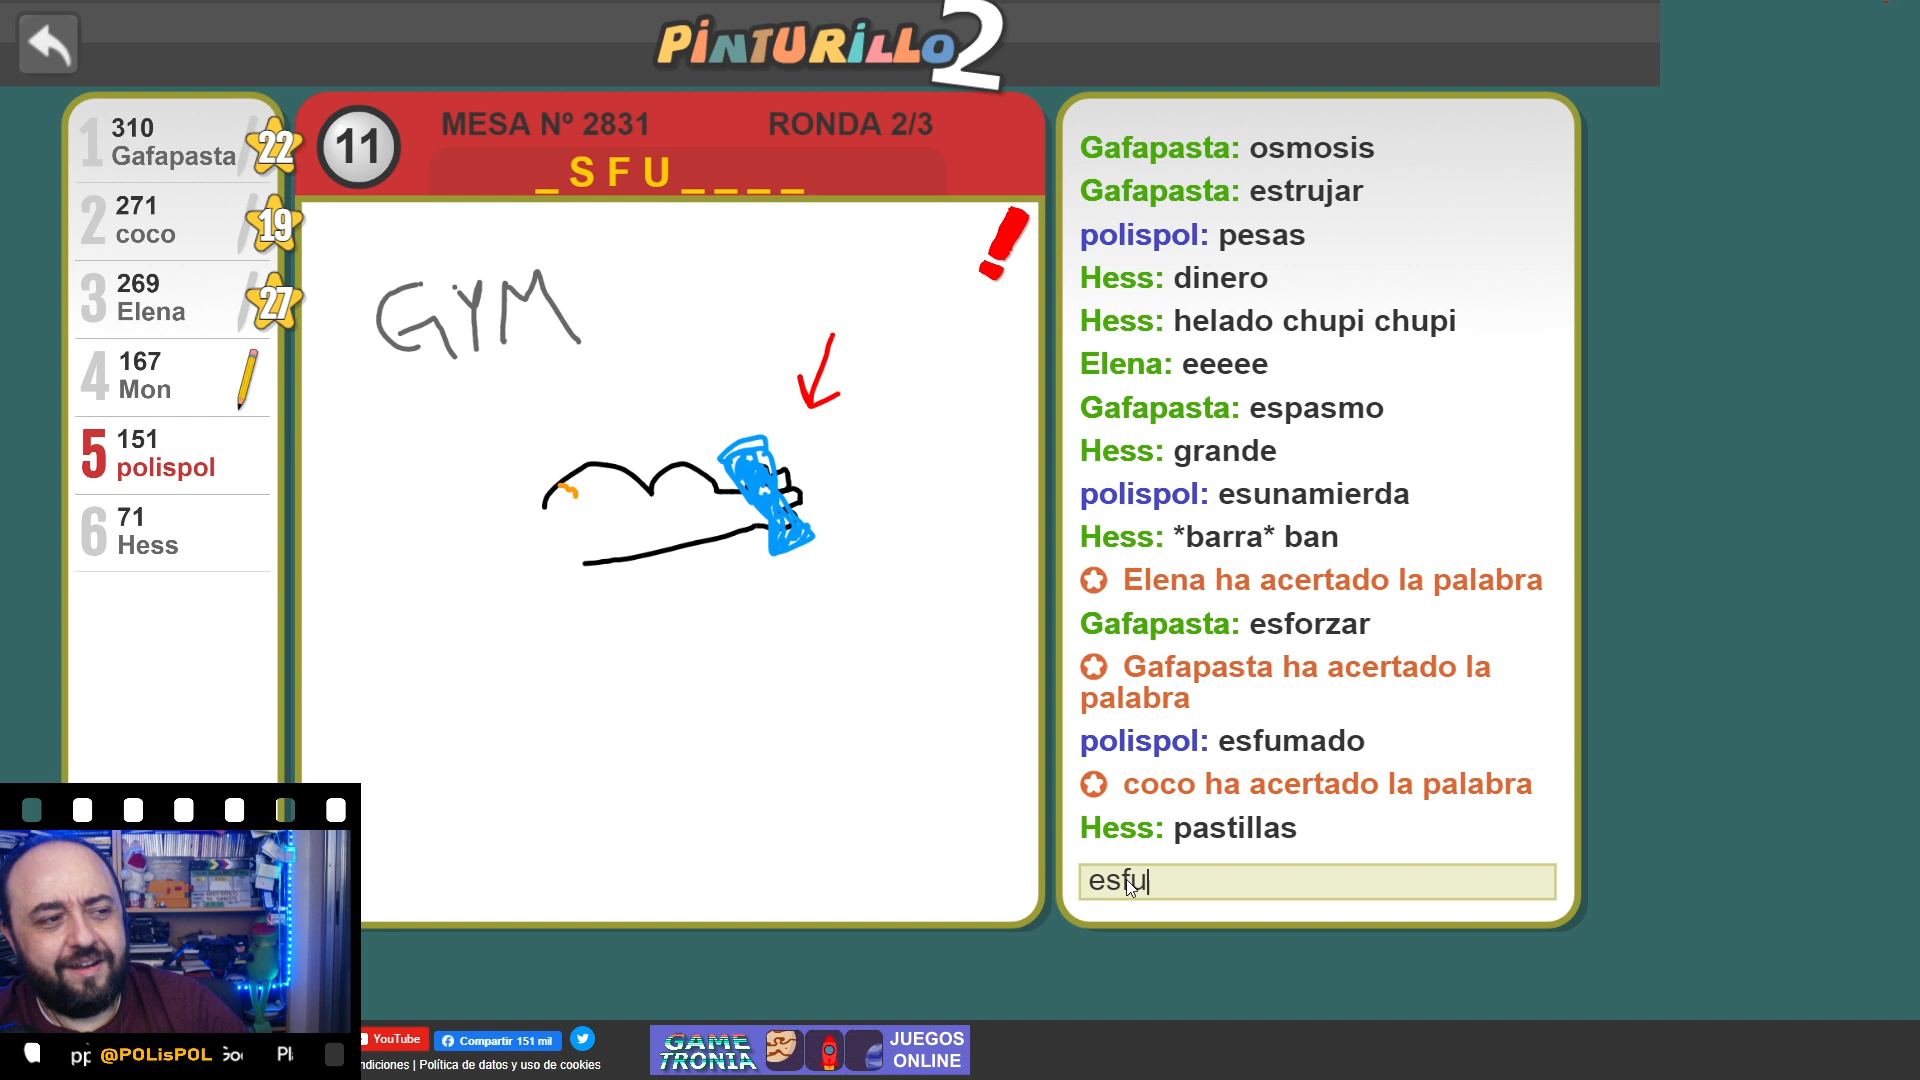 PiNTURiLLO 2
1 310 Gafapasta 22
2 271 coco 19
3 269 Elena 27
4 167 Mon
5 151 polispol
6 71 Hess
11
MESA Nº 2831 RONDA 2/3
_ S F U _ _ _ _
!
GYM
Gafapasta: osmosis
Gafapasta: estrujar
polispol: pesas
Hess: dinero
Hess: helado chupi chupi
Elena: eeeee
Gafapasta: espasmo
Hess: grande
polispol: esunamierda
Hess: *barra* ban
Elena ha acertado la palabra
Gafapasta: esforzar
Gafapasta ha acertado la
palabra
polispol: esfumado
coco ha acertado la palabra
Hess: pastillas
esfu
@POLisPOL
YouTube Compartir 151 mil
ndiciones | Política de datos y uso de cookies
GAME
TRONIA
JUEGOS
ONLINE